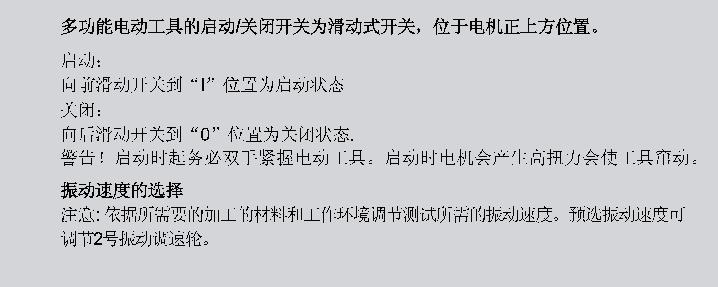 多功能电动工具的启动/关闭开关为滑动式开关，位于电机正上方位置。
启动：
向前滑动开关到“I”位置为启动状态
关闭：
向后滑动开关到“0”位置为关闭状态.
警告！启动时起务必双手紧握电动工具。启动时电机会产生高扭力会使工具窜动。
振动速度的选择
注意: 依据所需要的加工的材料和工作环境调节测试所需的振动速度。预选振动速度可
调节2号振动调速轮。